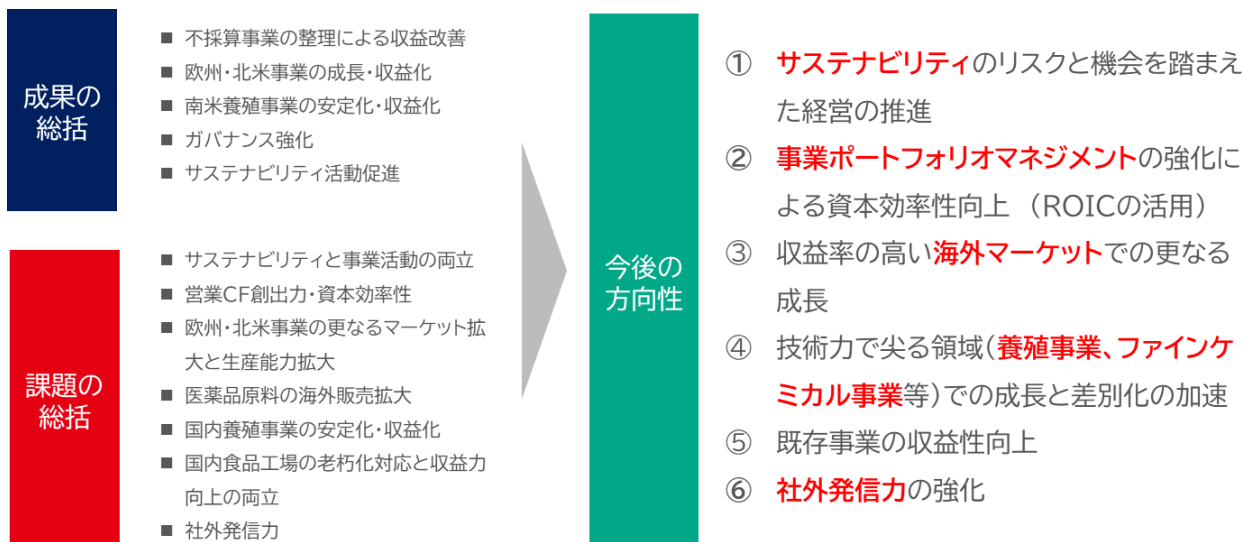 成果の
総括
■ 不採算事業の整理による収益改善
■ 欧州・北米事業の成長・収益化
■ 南米養殖事業の安定化・収益化
■ ガバナンス強化
■ サステナビリティ活動促進
課題の
総括
■ サステナビリティと事業活動の両立
■ 営業CF創出力・資本効率性
■ 欧州・北米事業の更なるマーケット拡
大と生産能力拡大
■ 医薬品原料の海外販売拡大
■ 国内養殖事業の安定化・収益化
■ 国内食品工場の老朽化対応と収益力
向上の両立
■ 社外発信力
今後の
方向性
① サステナビリティのリスクと機会を踏まえ
た経営の推進
② 事業ポートフォリオマネジメントの強化に
よる資本効率性向上 （ROICの活用）
③ 収益率の高い海外マーケットでの更なる
成長
④ 技術力で尖る領域（養殖事業、ファインケ
ミカル事業等）での成長と差別化の加速
⑤ 既存事業の収益性向上
⑥ 社外発信力の強化